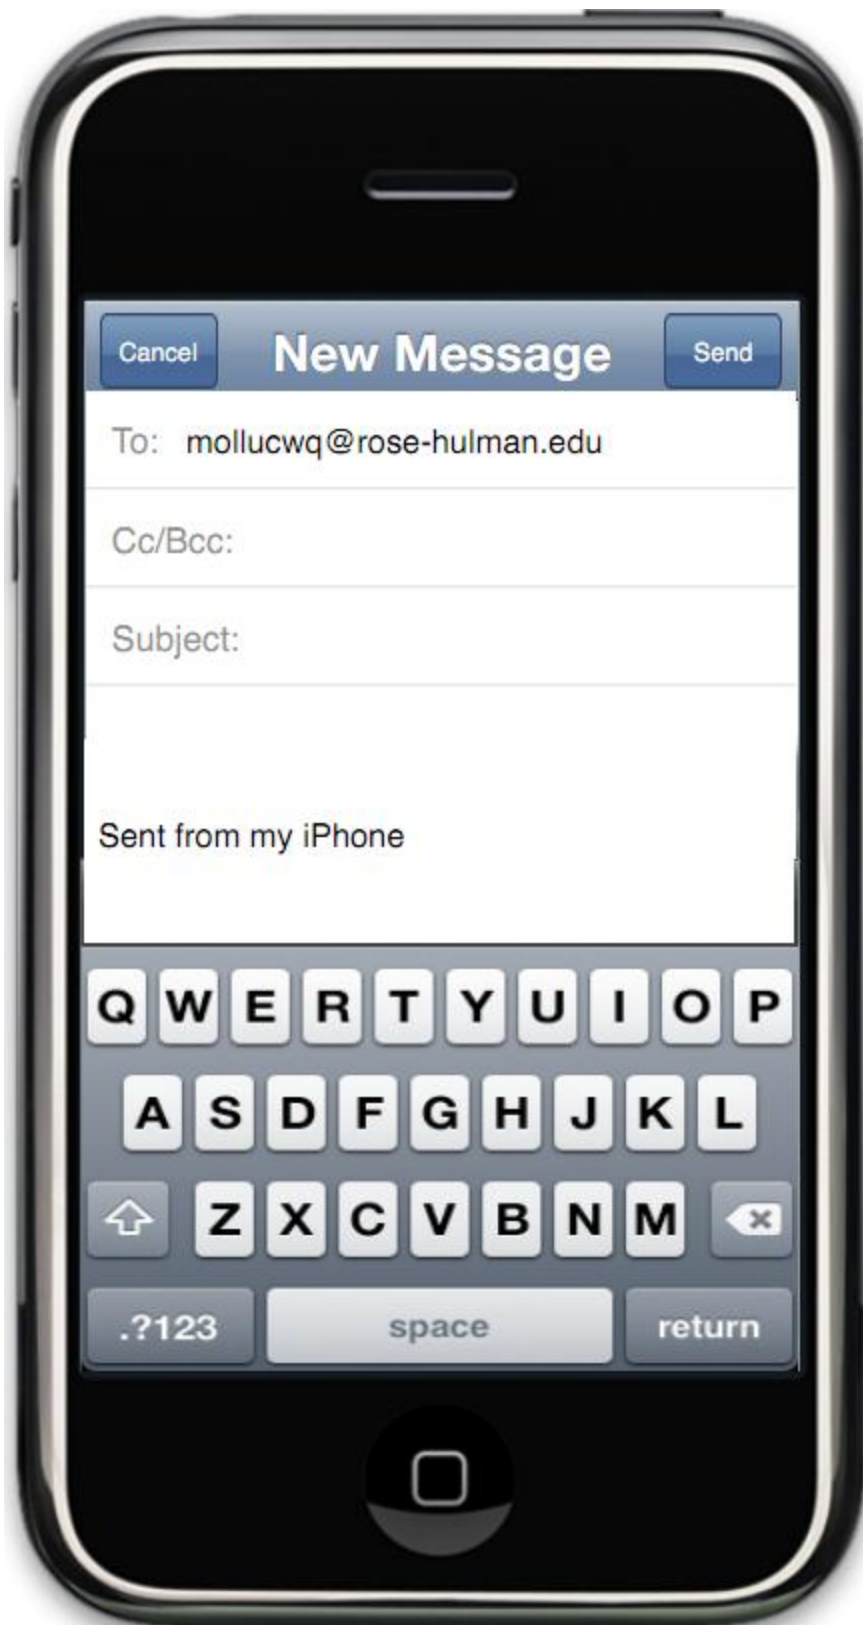 Cancel New Message Send
To: mollucwq@rose-hulman.edu
Cc/Bcc:
Subject:
Sent from my iPhone
Q W E R T Y U I O P
A S D F G H J K L
Z X C V B N M
.?123 space return